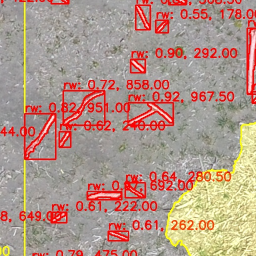 rw: 0.55, 178.00
rw: 0.90, 292.00
rw: 0.72, 858.00
rw: 0.82, 951.00
rw: 0.92, 967.50
rw: 0.62, 240.00
44.00
rw: 0.64, 280.50
692.00
rw: 0.61, 222.00
8, 649.00
rw: 0.61, 262.00
rw: 0.79, 475.00